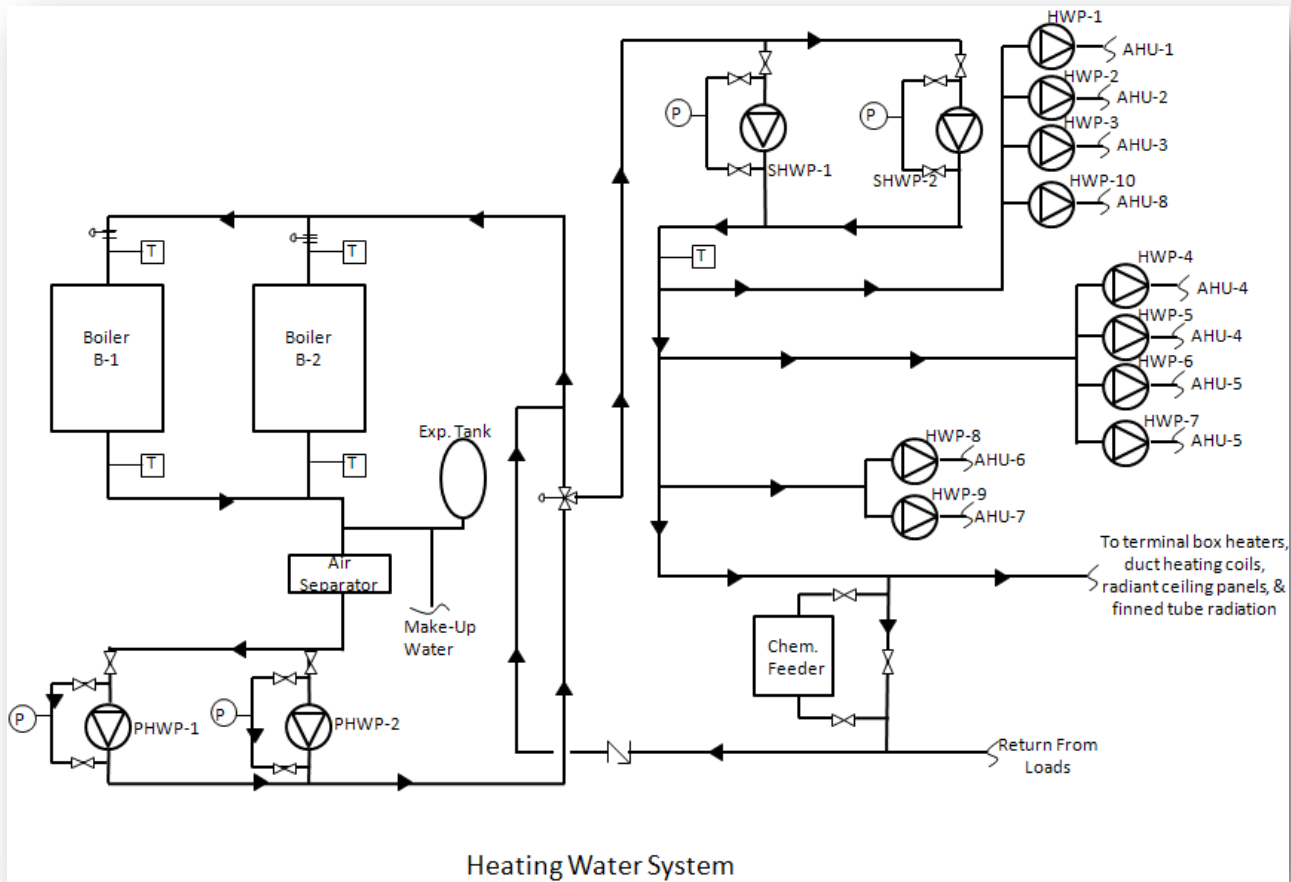 HWP-1
AHU-1
HWP-2
AHU-2
HWP-3
AHU-3
HWP-10
AHU-8
P
P
SHWP-1
SHWP-2
T
T
T
HWP-4
AHU-4
HWP-5
AHU-4
HWP-6
AHU-5
HWP-7
AHU-5
Boiler
B-1
Boiler
B-2
T
T
Exp. Tank
HWP-8
AHU-6
HWP-9
AHU-7
Air
Separator
Make-Up
Water
To terminal box heaters,
duct heating coils,
radiant ceiling panels, &
finned tube radiation
Chem.
Feeder
P
PHWP-1
P
PHWP-2
Return From
Loads
Heating Water System